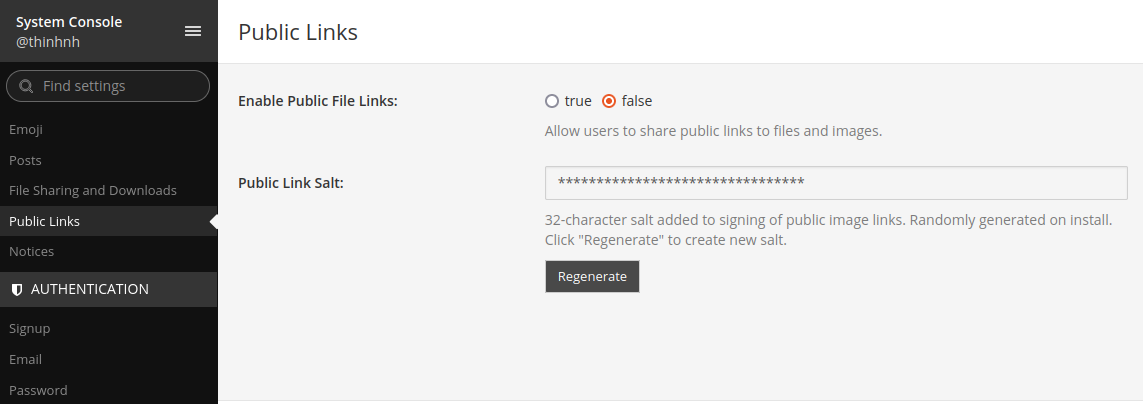 System Console
@thinhnh
Find settings
Emoji
Posts
File Sharing and Downloads
Public Links
Notices
AUTHENTICATION
Signup
Email
Password
Public Links
Enable Public File Links:
true false
Allow users to share public links to files and images.
Public Link Salt:
********************************
32-character salt added to signing of public image links. Randomly generated on install.
Click "Regenerate" to create new salt.
Regenerate